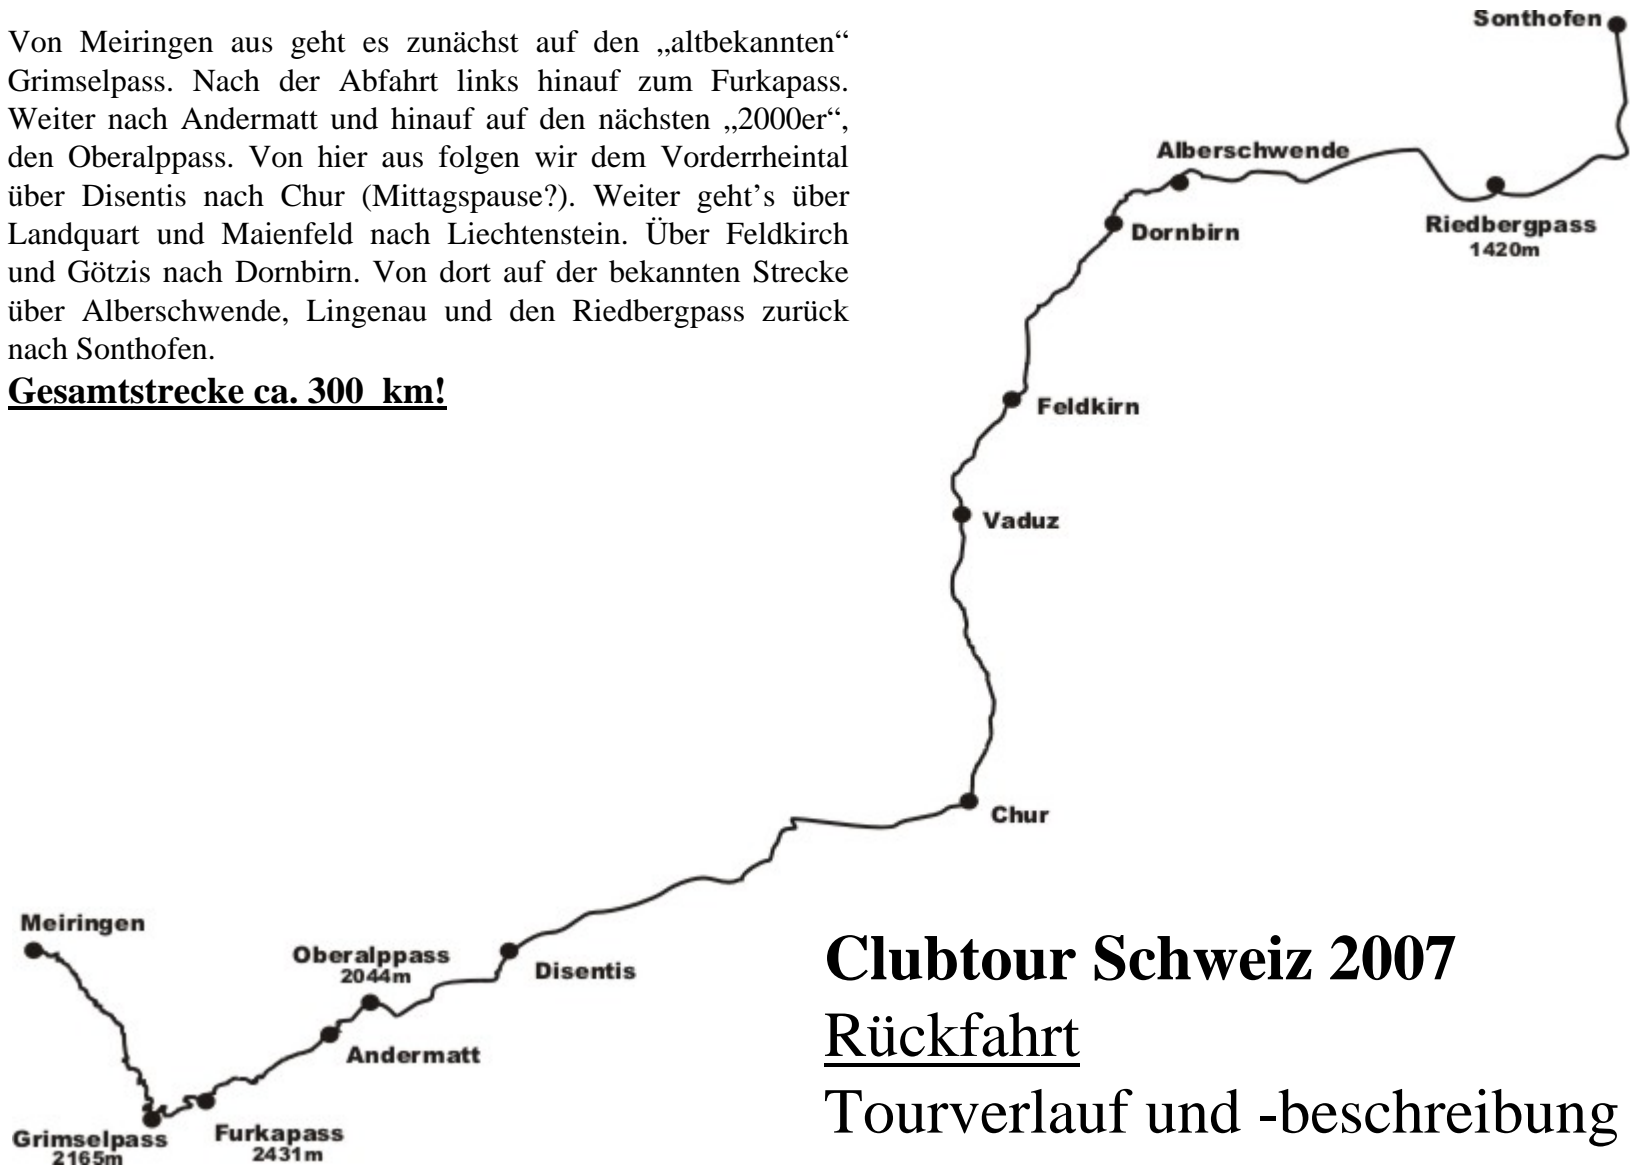 Von Meiringen aus geht es zunächst auf den „altbekannten“
Grimselpass. Nach der Abfahrt links hinauf zum Furkapass.
Weiter nach Andermatt und hinauf auf den nächsten „2000er“,
den Oberalppass. Von hier aus folgen wir dem Vorderrheintal
über Disentis nach Chur (Mittagspause?). Weiter geht’s über
Landquart und Maienfeld nach Liechtenstein. Über Feldkirch
und Götzis nach Dornbirn. Von dort auf der bekannten Strecke
über Alberschwende, Lingenau und den Riedbergpass zurück
nach Sonthofen.
Gesamtstrecke ca. 300 km!
Sonthofen
Alberschwende
Riedbergpass
1420m
Dornbirn
Feldkirn
Vaduz
Chur
Meiringen
Oberalppass
2044m
Disentis
Andermatt
Grimselpass
2165m
Furkapass
2431m
Clubtour Schweiz 2007
Rückfahrt
Tourverlauf und -beschreibung